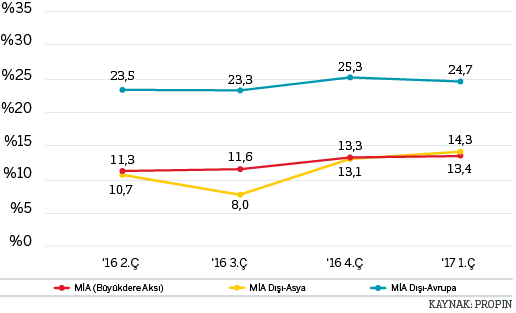 %35
%30
%25
%20
%15
%10
%5
%0
23,5
23,3
25,3
24,7
11,3
11,6
13,3
14,3
10,7
8,0
13,1
13,4
'16 2.Ç
'16 3.Ç
'16 4.Ç
'17 1.Ç
MİA (Büyükdere Aksı)
MİA Dışı-Asya
MİA Dışı-Avrupa
KAYNAK: PROPIN